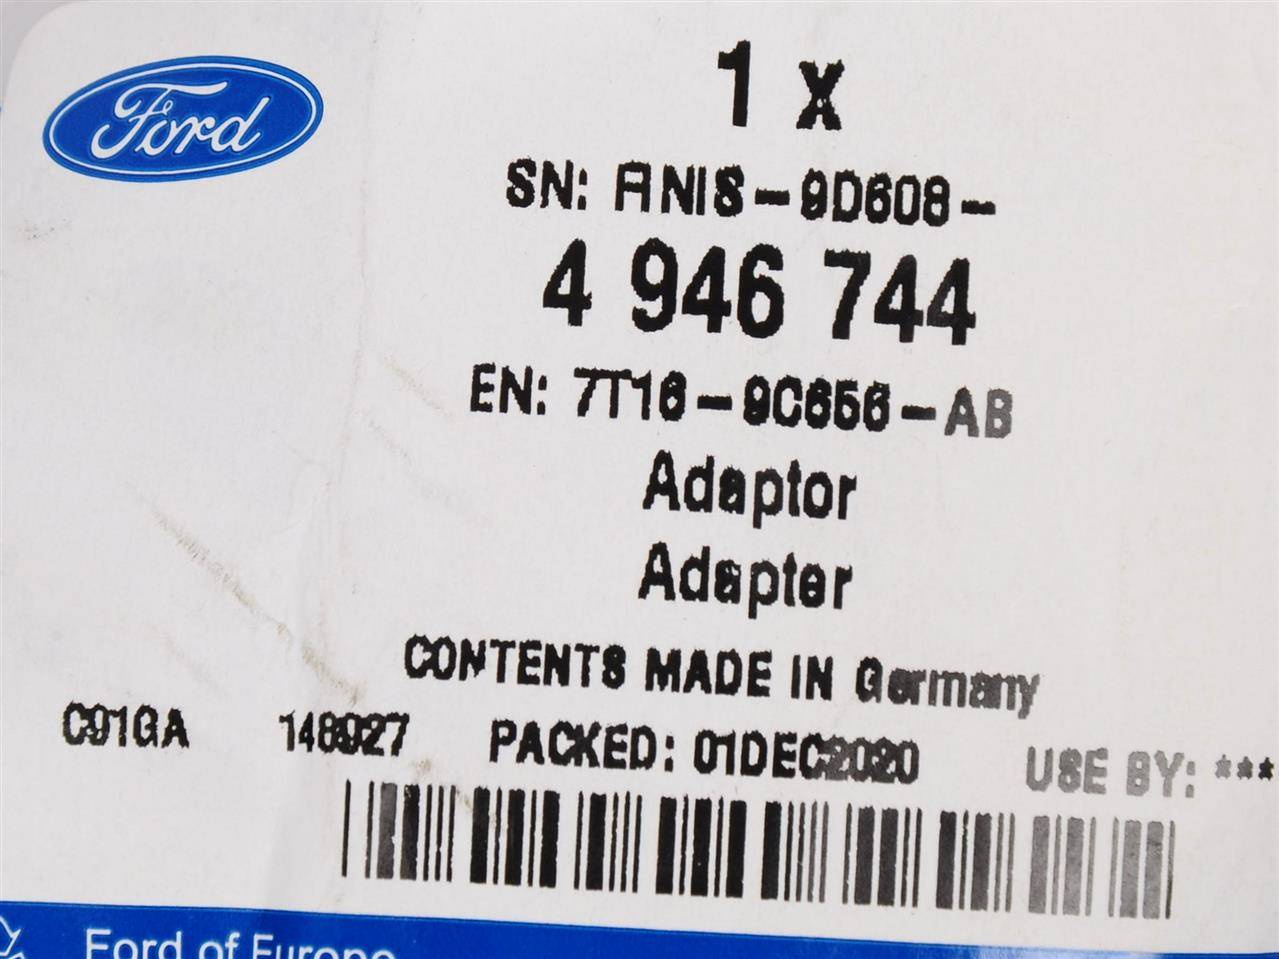 Ford
1 x
SN: FINIS-9D608-
4 946 744
EN: 7T16-9C656-AB
Adaptor
Adapter
CONTENTS MADE IN Germany
C91GA 148927 PACKED: 01DEC2020 USE BY: ***
Ford of Europe